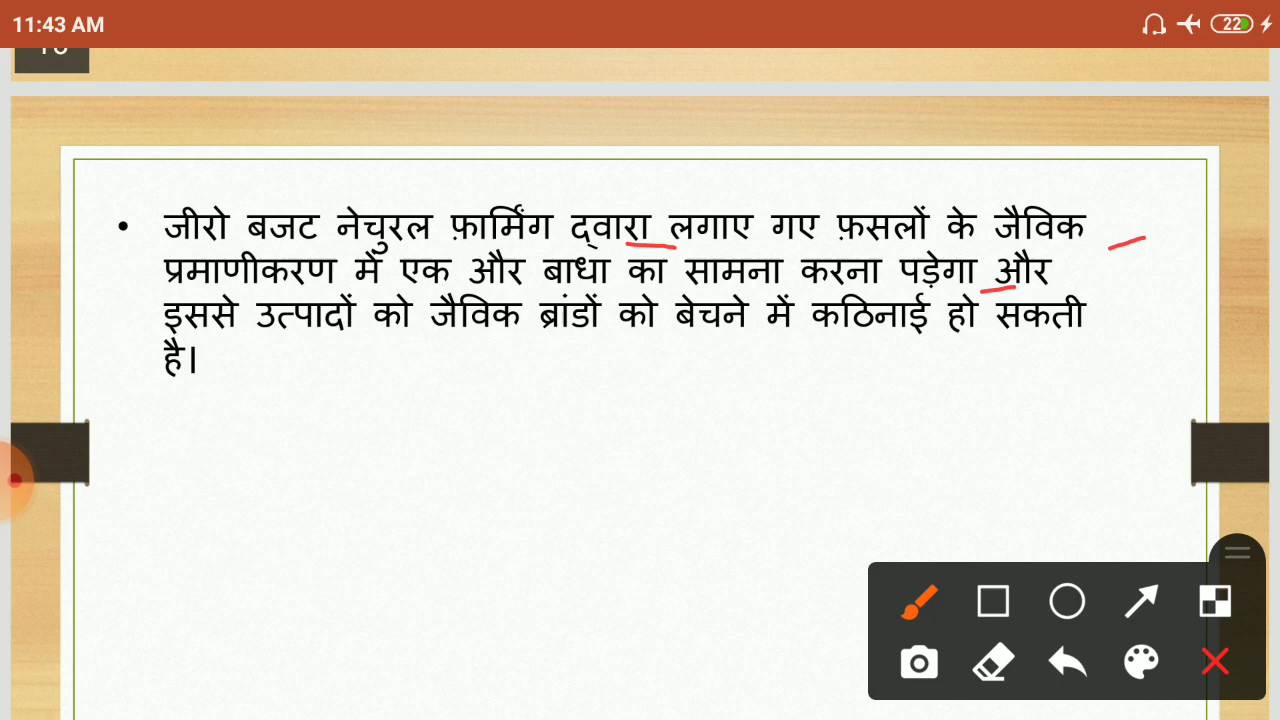 11:43 AM
22
जीरो बजट नेचुरल फ़ार्मिंग द्वारा लगाए गए फ़सलों के जैविक
प्रमाणीकरण में एक और बाधा का सामना करना पड़ेगा और
इससे उत्पादों को जैविक ब्रांडों को बेचने में कठिनाई हो सकती
है।